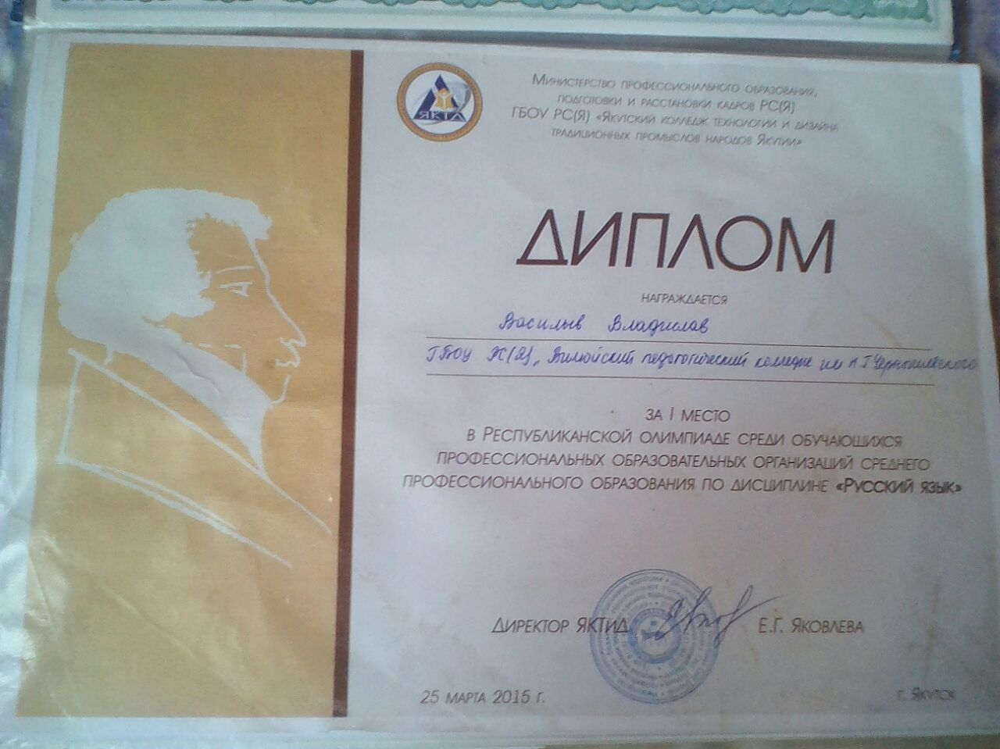 ЯКТД
Министерство профессионального образования,
подготовки и расстановки кадров РС(Я)
ГБОУ РС(Я) «Якутский колледж технологии и дизайна
традиционных промыслов народов Якутии»
ДИПЛОМ
НАГРАЖДАЕТСЯ
Васильев Владислав
ГБОУ РС(Я), Вилюйский педагогический колледж им Н Г Чернышевского
ЗА I МЕСТО
в Республиканской олимпиаде среди обучающихся
профессиональных образовательных организаций среднего
профессионального образования по дисциплине «Русский язык»
Директор ЯКТиД Е.Г. Яковлева
25 марта 2015 г. г. Якутск